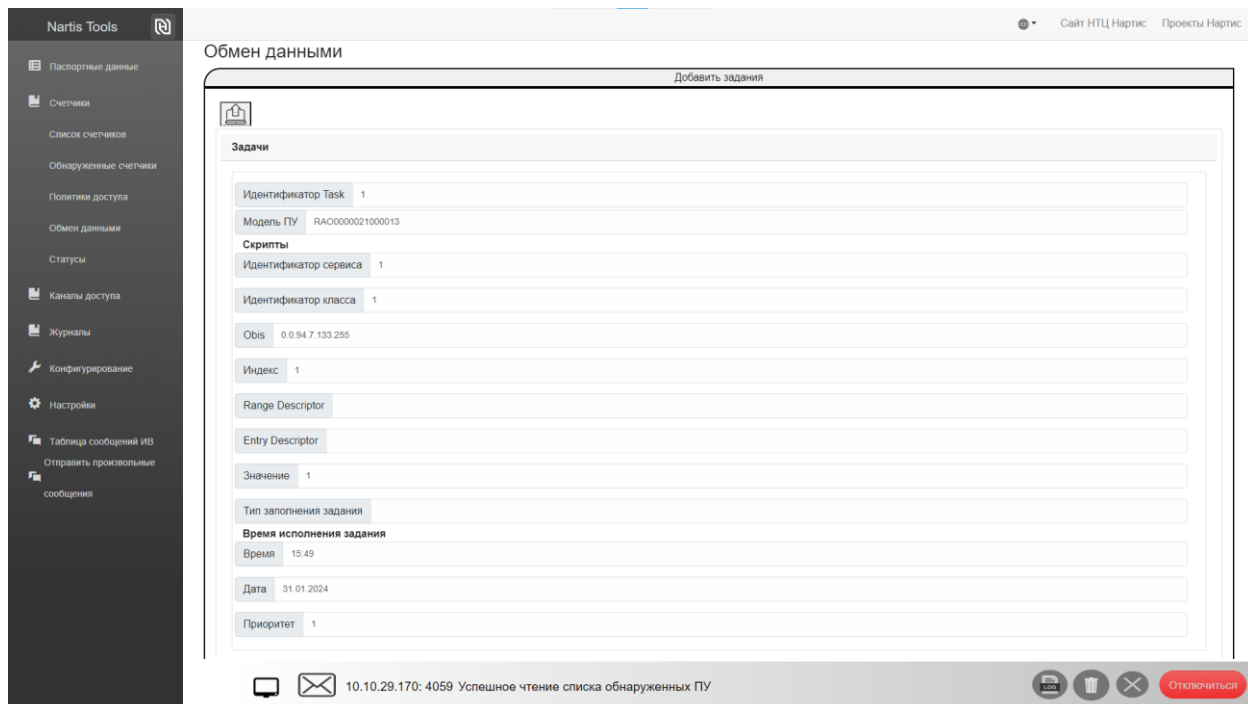 Nartis Tools
Сайт НТЦ Нартис
Проекты Нартис
Паспортные данные
Счетчики
Список счетчиков
Обнаруженные счетчики
Политики доступа
Обмен данными
Статусы
Каналы доступа
Журналы
Конфигурирование
Настройки
Таблица сообщений ИВ
Отправить произвольные
сообщения
Обмен данными
Добавить задания
Задачи
Идентификатор Task 1
Модель ПУ RAO0000021000013
Скрипты
Идентификатор сервиса 1
Идентификатор класса 1
Obis 0.0.94.7.133.255
Индекс 1
Range Descriptor
Entry Descriptor
Значение 1
Тип заполнения задания
Время исполнения задания
Время 15:49
Дата 31.01.2024
Приоритет 1
10.10.29.170: 4059 Успешное чтение списка обнаруженных ПУ
LOG
Отключиться